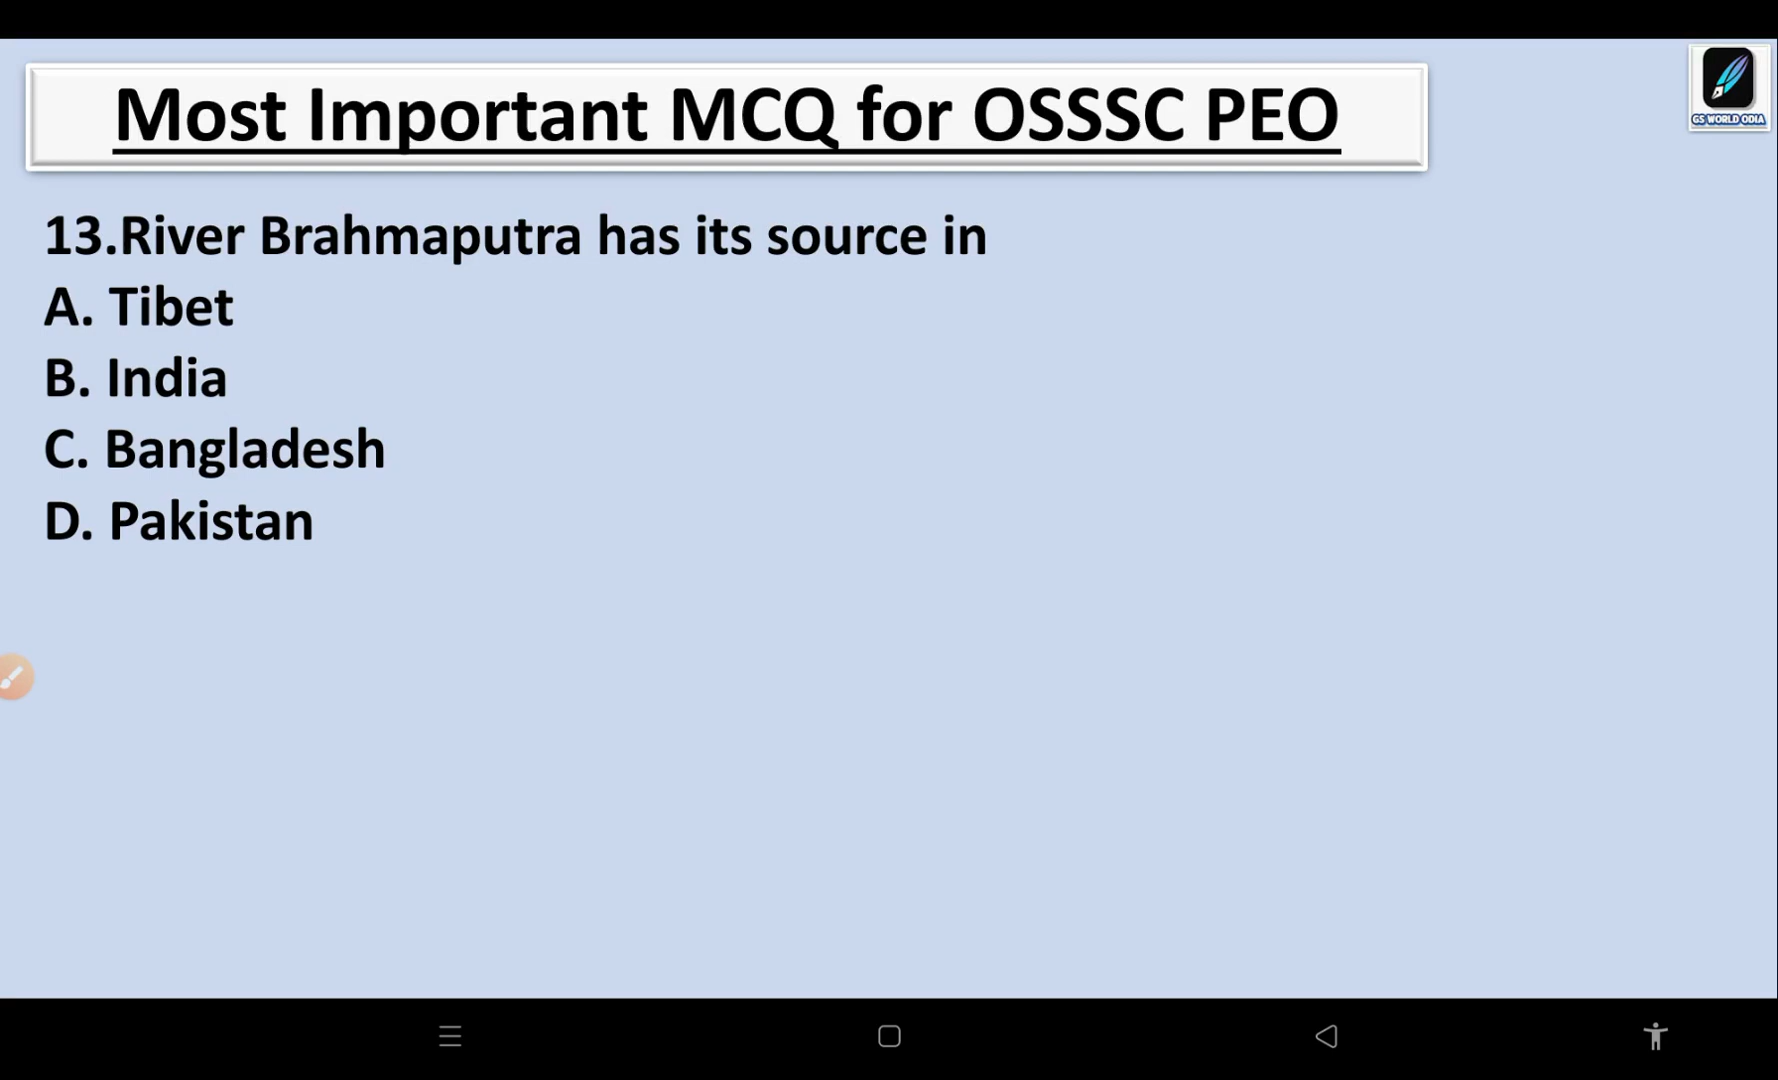 Most Important MCQ for OSSSC PEO
GS WORLD ODIA
13.River Brahmaputra has its source in
A. Tibet
B. India
C. Bangladesh
D. Pakistan